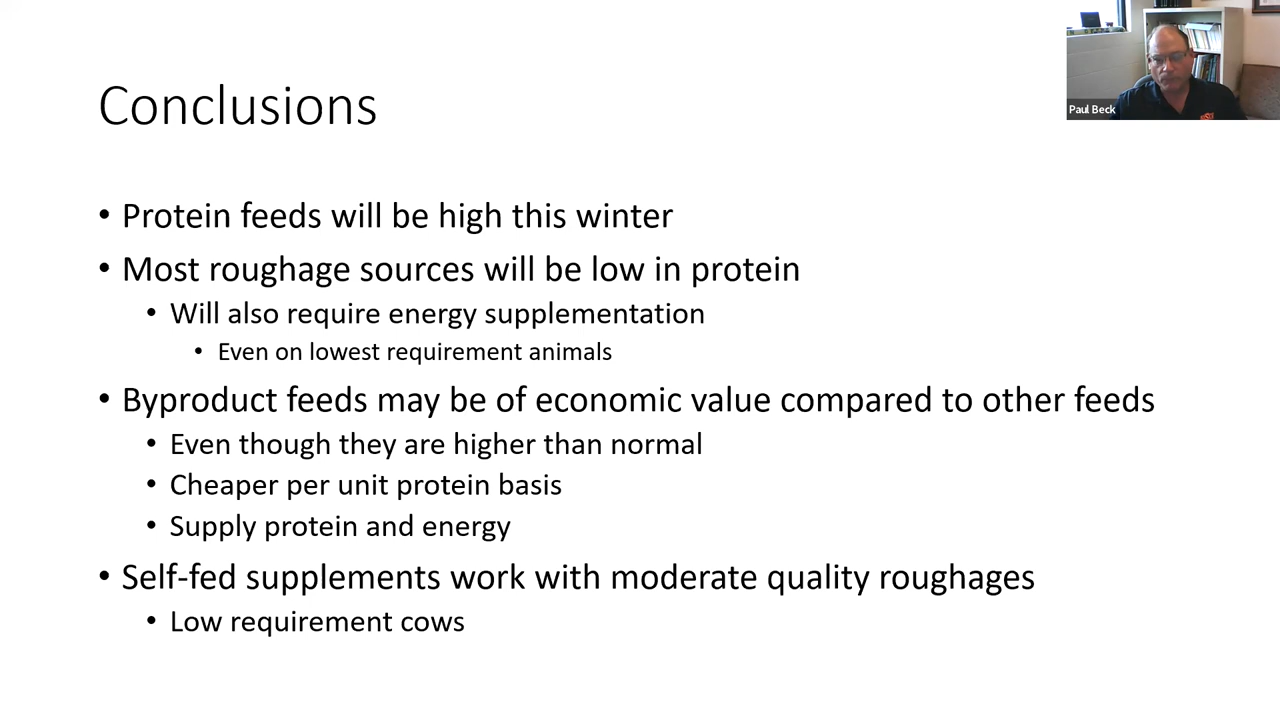 Conclusions
Paul Beck
• Protein feeds will be high this winter
• Most roughage sources will be low in protein
• Will also require energy supplementation
• Even on lowest requirement animals
• Byproduct feeds may be of economic value compared to other feeds
• Even though they are higher than normal
• Cheaper per unit protein basis
• Supply protein and energy
• Self-fed supplements work with moderate quality roughages
• Low requirement cows